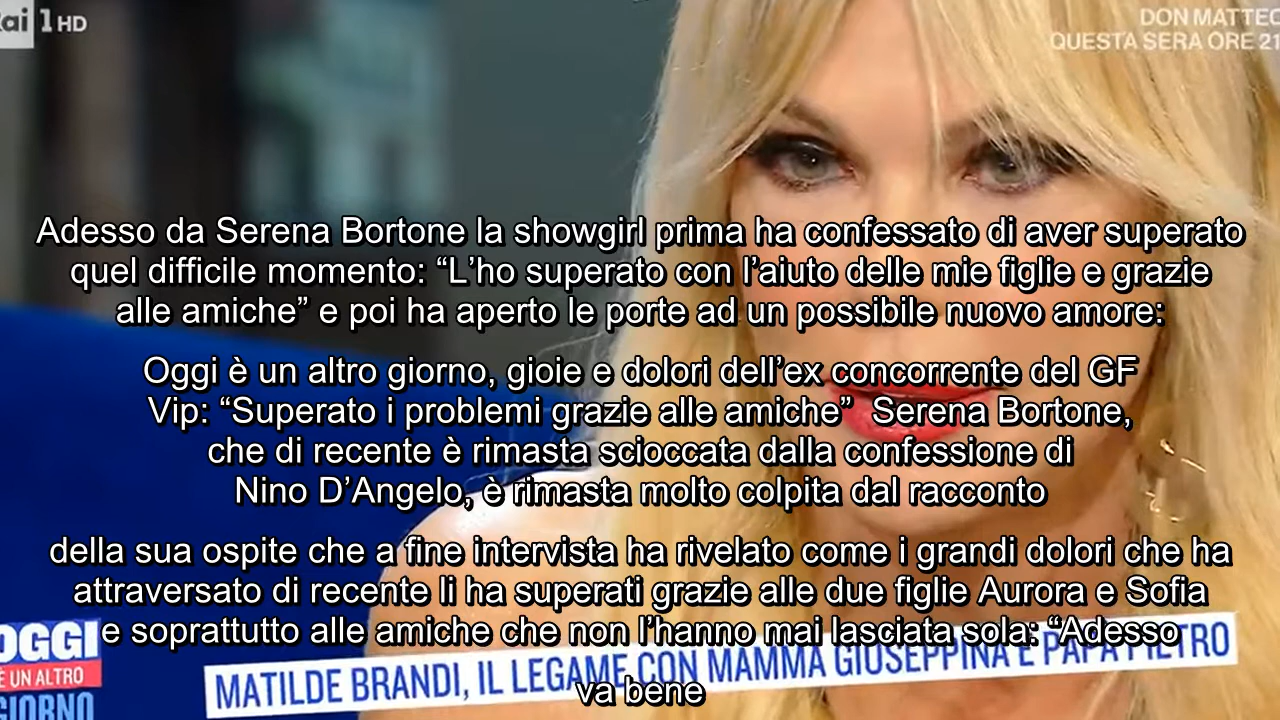 Rai 1 HD
DON MATTEO
QUESTA SERA ORE 21
Adesso da Serena Bortone la showgirl prima ha confessato di aver superato
quel difficile momento: “L’ho superato con l’aiuto delle mie figlie e grazie
alle amiche” e poi ha aperto le porte ad un possibile nuovo amore:
Oggi è un altro giorno, gioie e dolori dell’ex concorrente del GF
Vip: “Superato i problemi grazie alle amiche” Serena Bortone,
che di recente è rimasta scioccata dalla confessione di
Nino D’Angelo, è rimasta molto colpita dal racconto
della sua ospite che a fine intervista ha rivelato come i grandi dolori che ha
attraversato di recente li ha superati grazie alle due figlie Aurora e Sofia
e soprattutto alle amiche che non l’hanno mai lasciata sola: “Adesso
va bene
OGGI
È UN ALTRO
GIORNO
MATILDE BRANDI, IL LEGAME CON MAMMA GIUSEPPINA E PAPÀ PIETRO